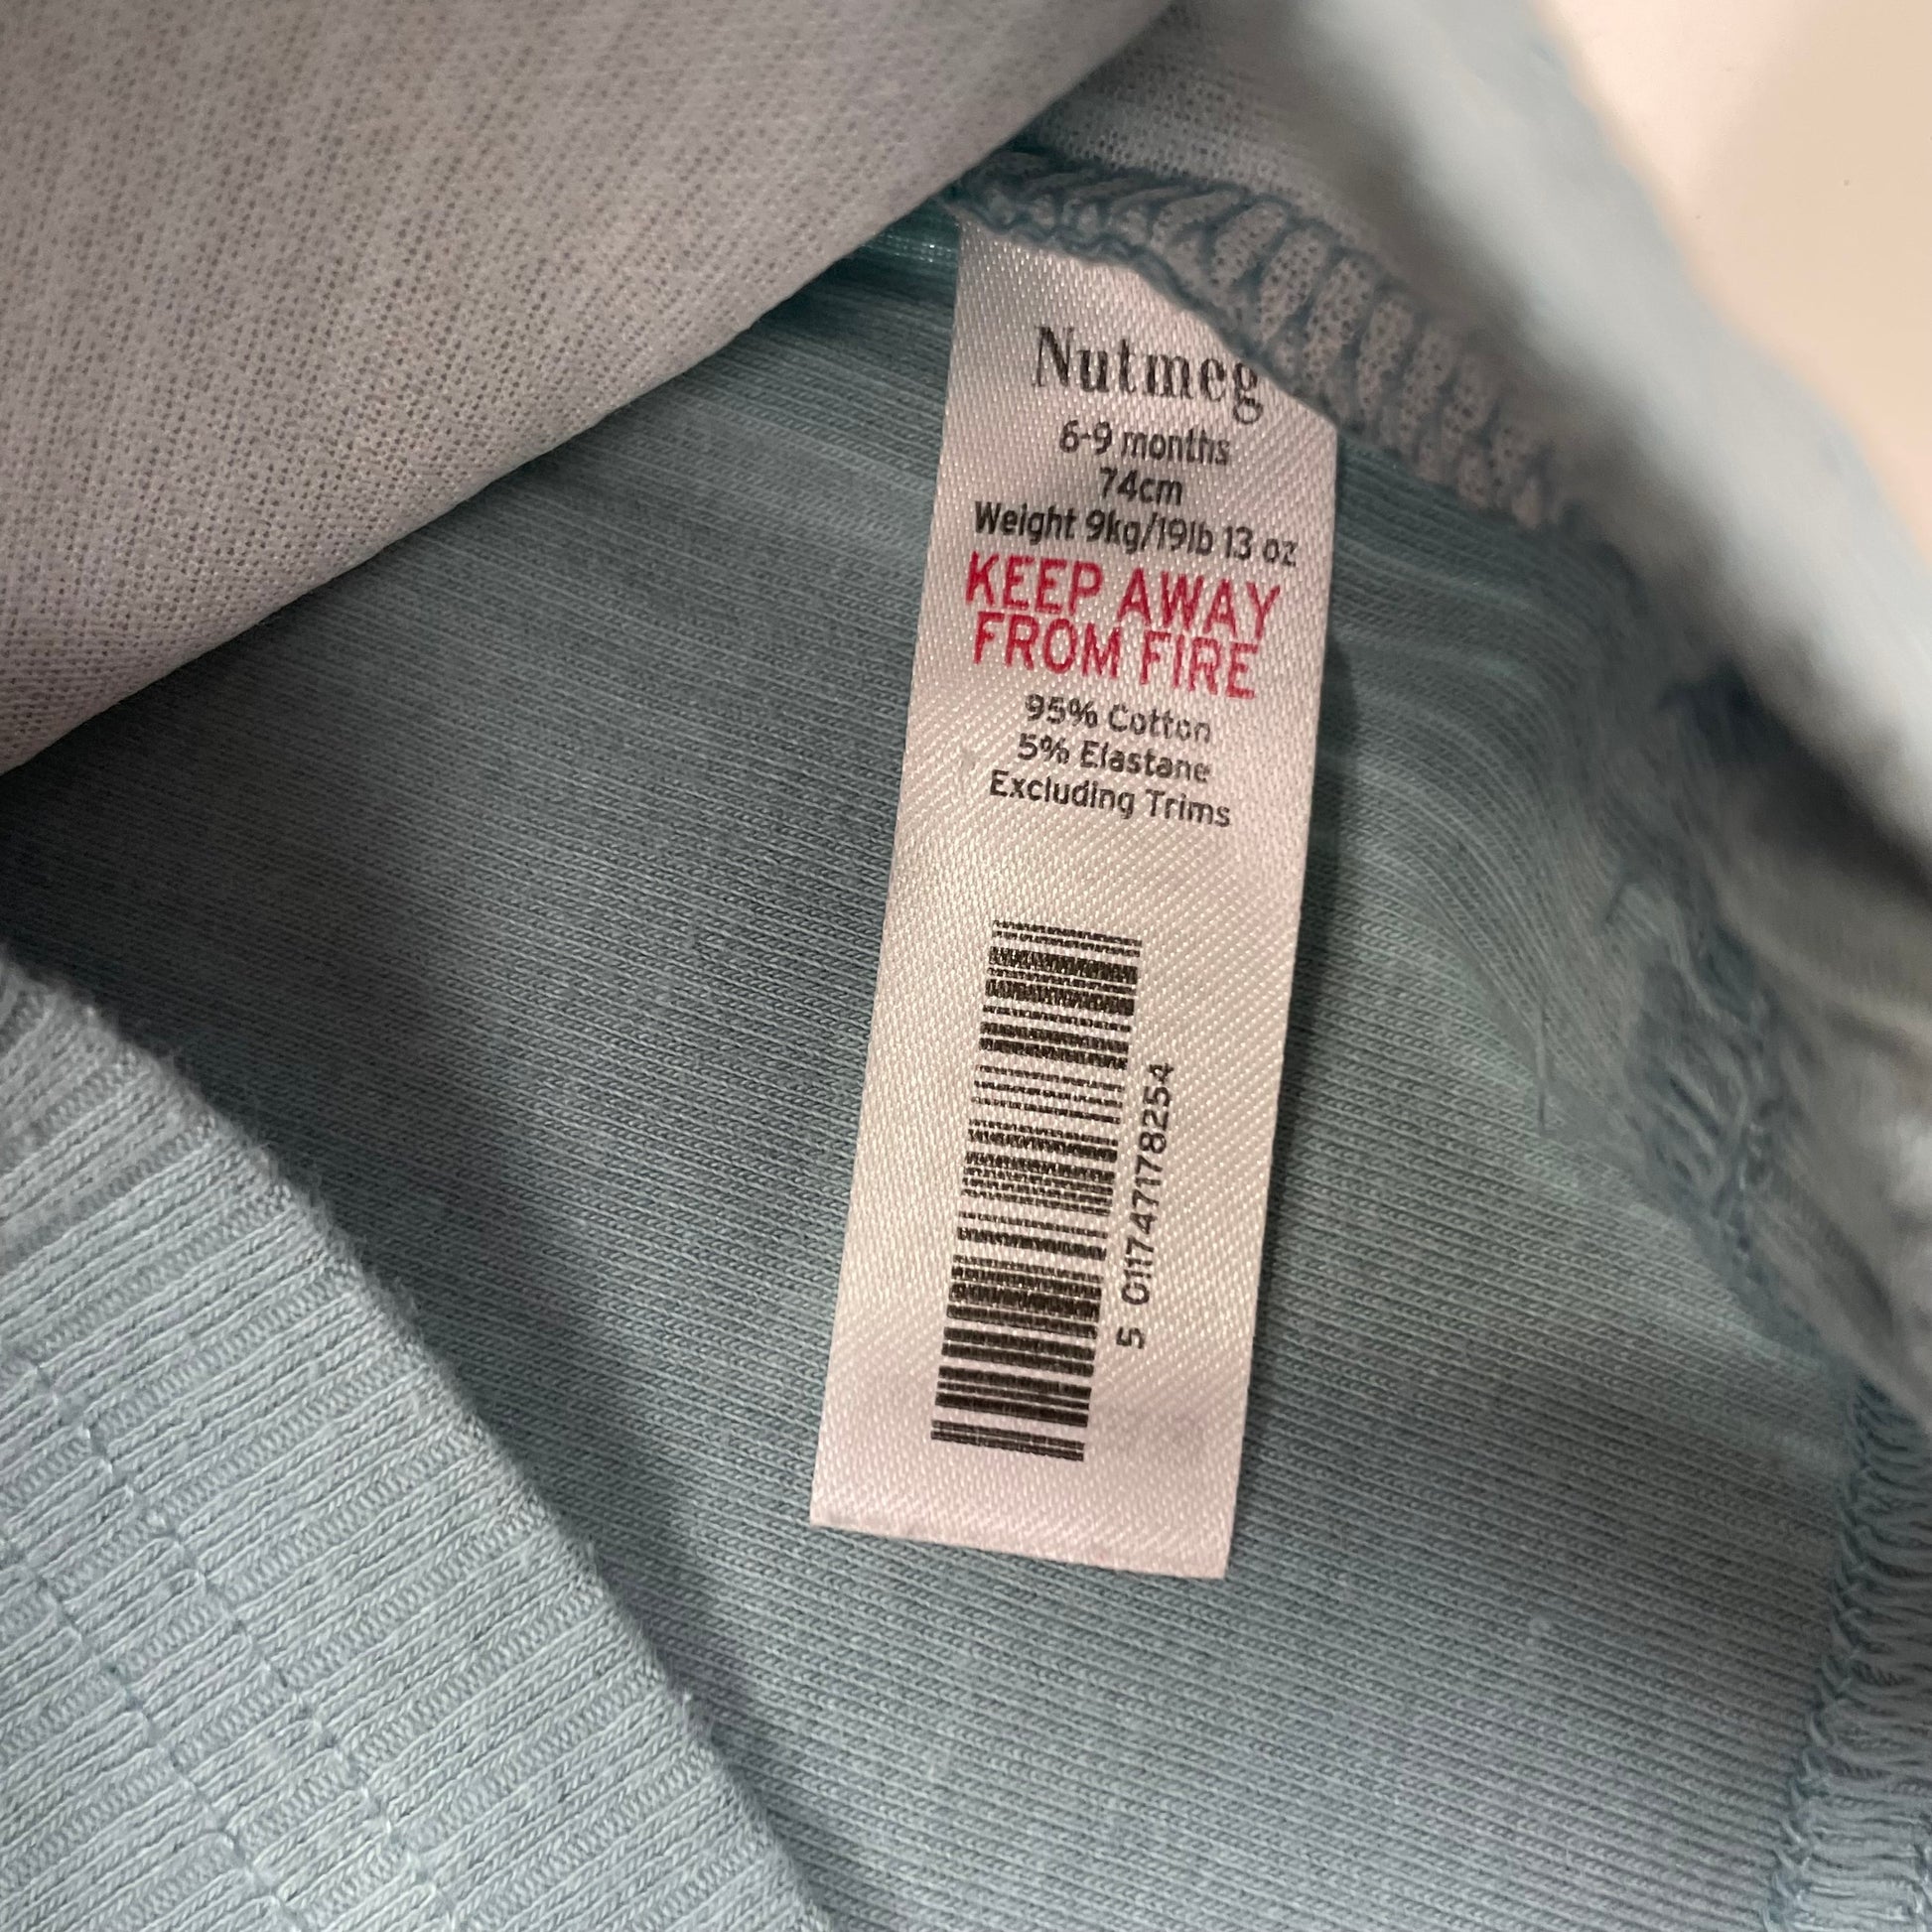 Nutmeg
6-9 months
74cm
Weight 9kg/19lb 13 oz
KEEP AWAY
FROM FIRE
95% Cotton
5% Elastane
Excluding Trims
5 011747178254